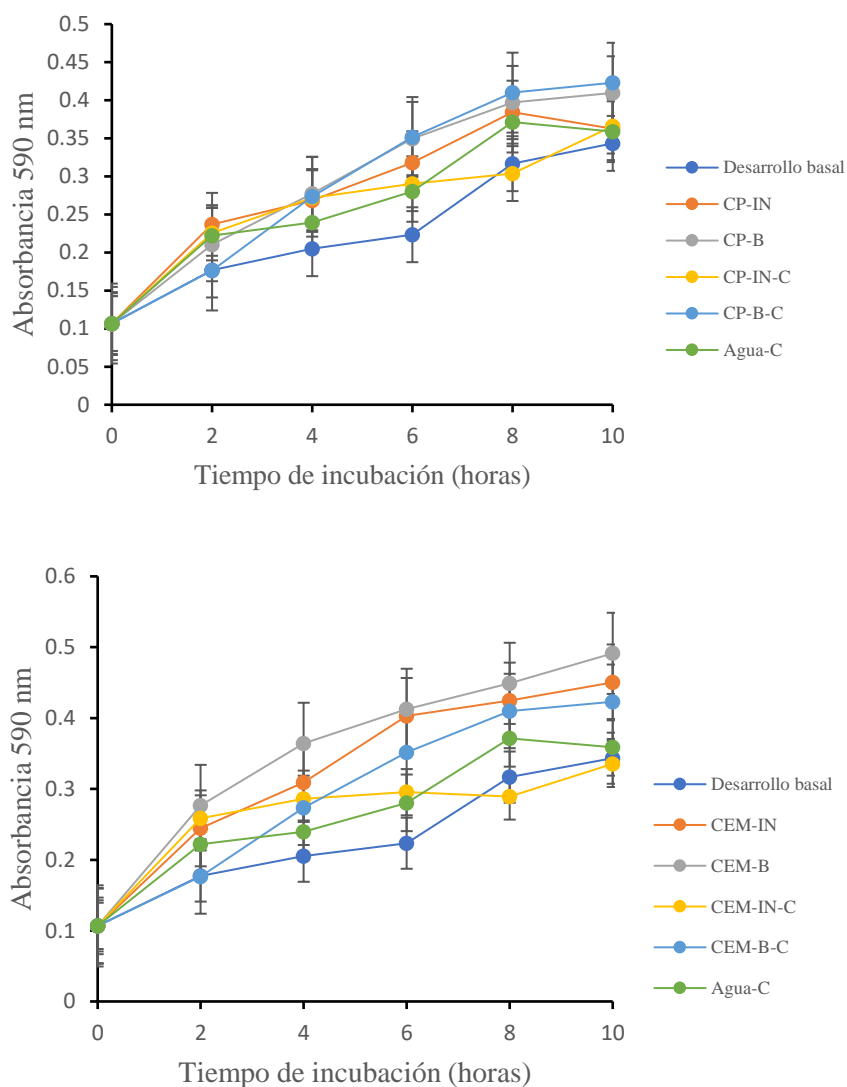 0.5
0.45
0.4
0.35
0.3
0.25
0.2
0.15
0.1
0.05
0
Absorbancia 590 nm
0 2 4 6 8 10
Tiempo de incubación (horas)
Desarrollo basal
CP-IN
CP-B
CP-IN-C
CP-B-C
Agua-C
0.6
0.5
0.4
0.3
0.2
0.1
0
Absorbancia 590 nm
0 2 4 6 8 10
Tiempo de incubación (horas)
Desarrollo basal
CEM-IN
CEM-B
CEM-IN-C
CEM-B-C
Agua-C